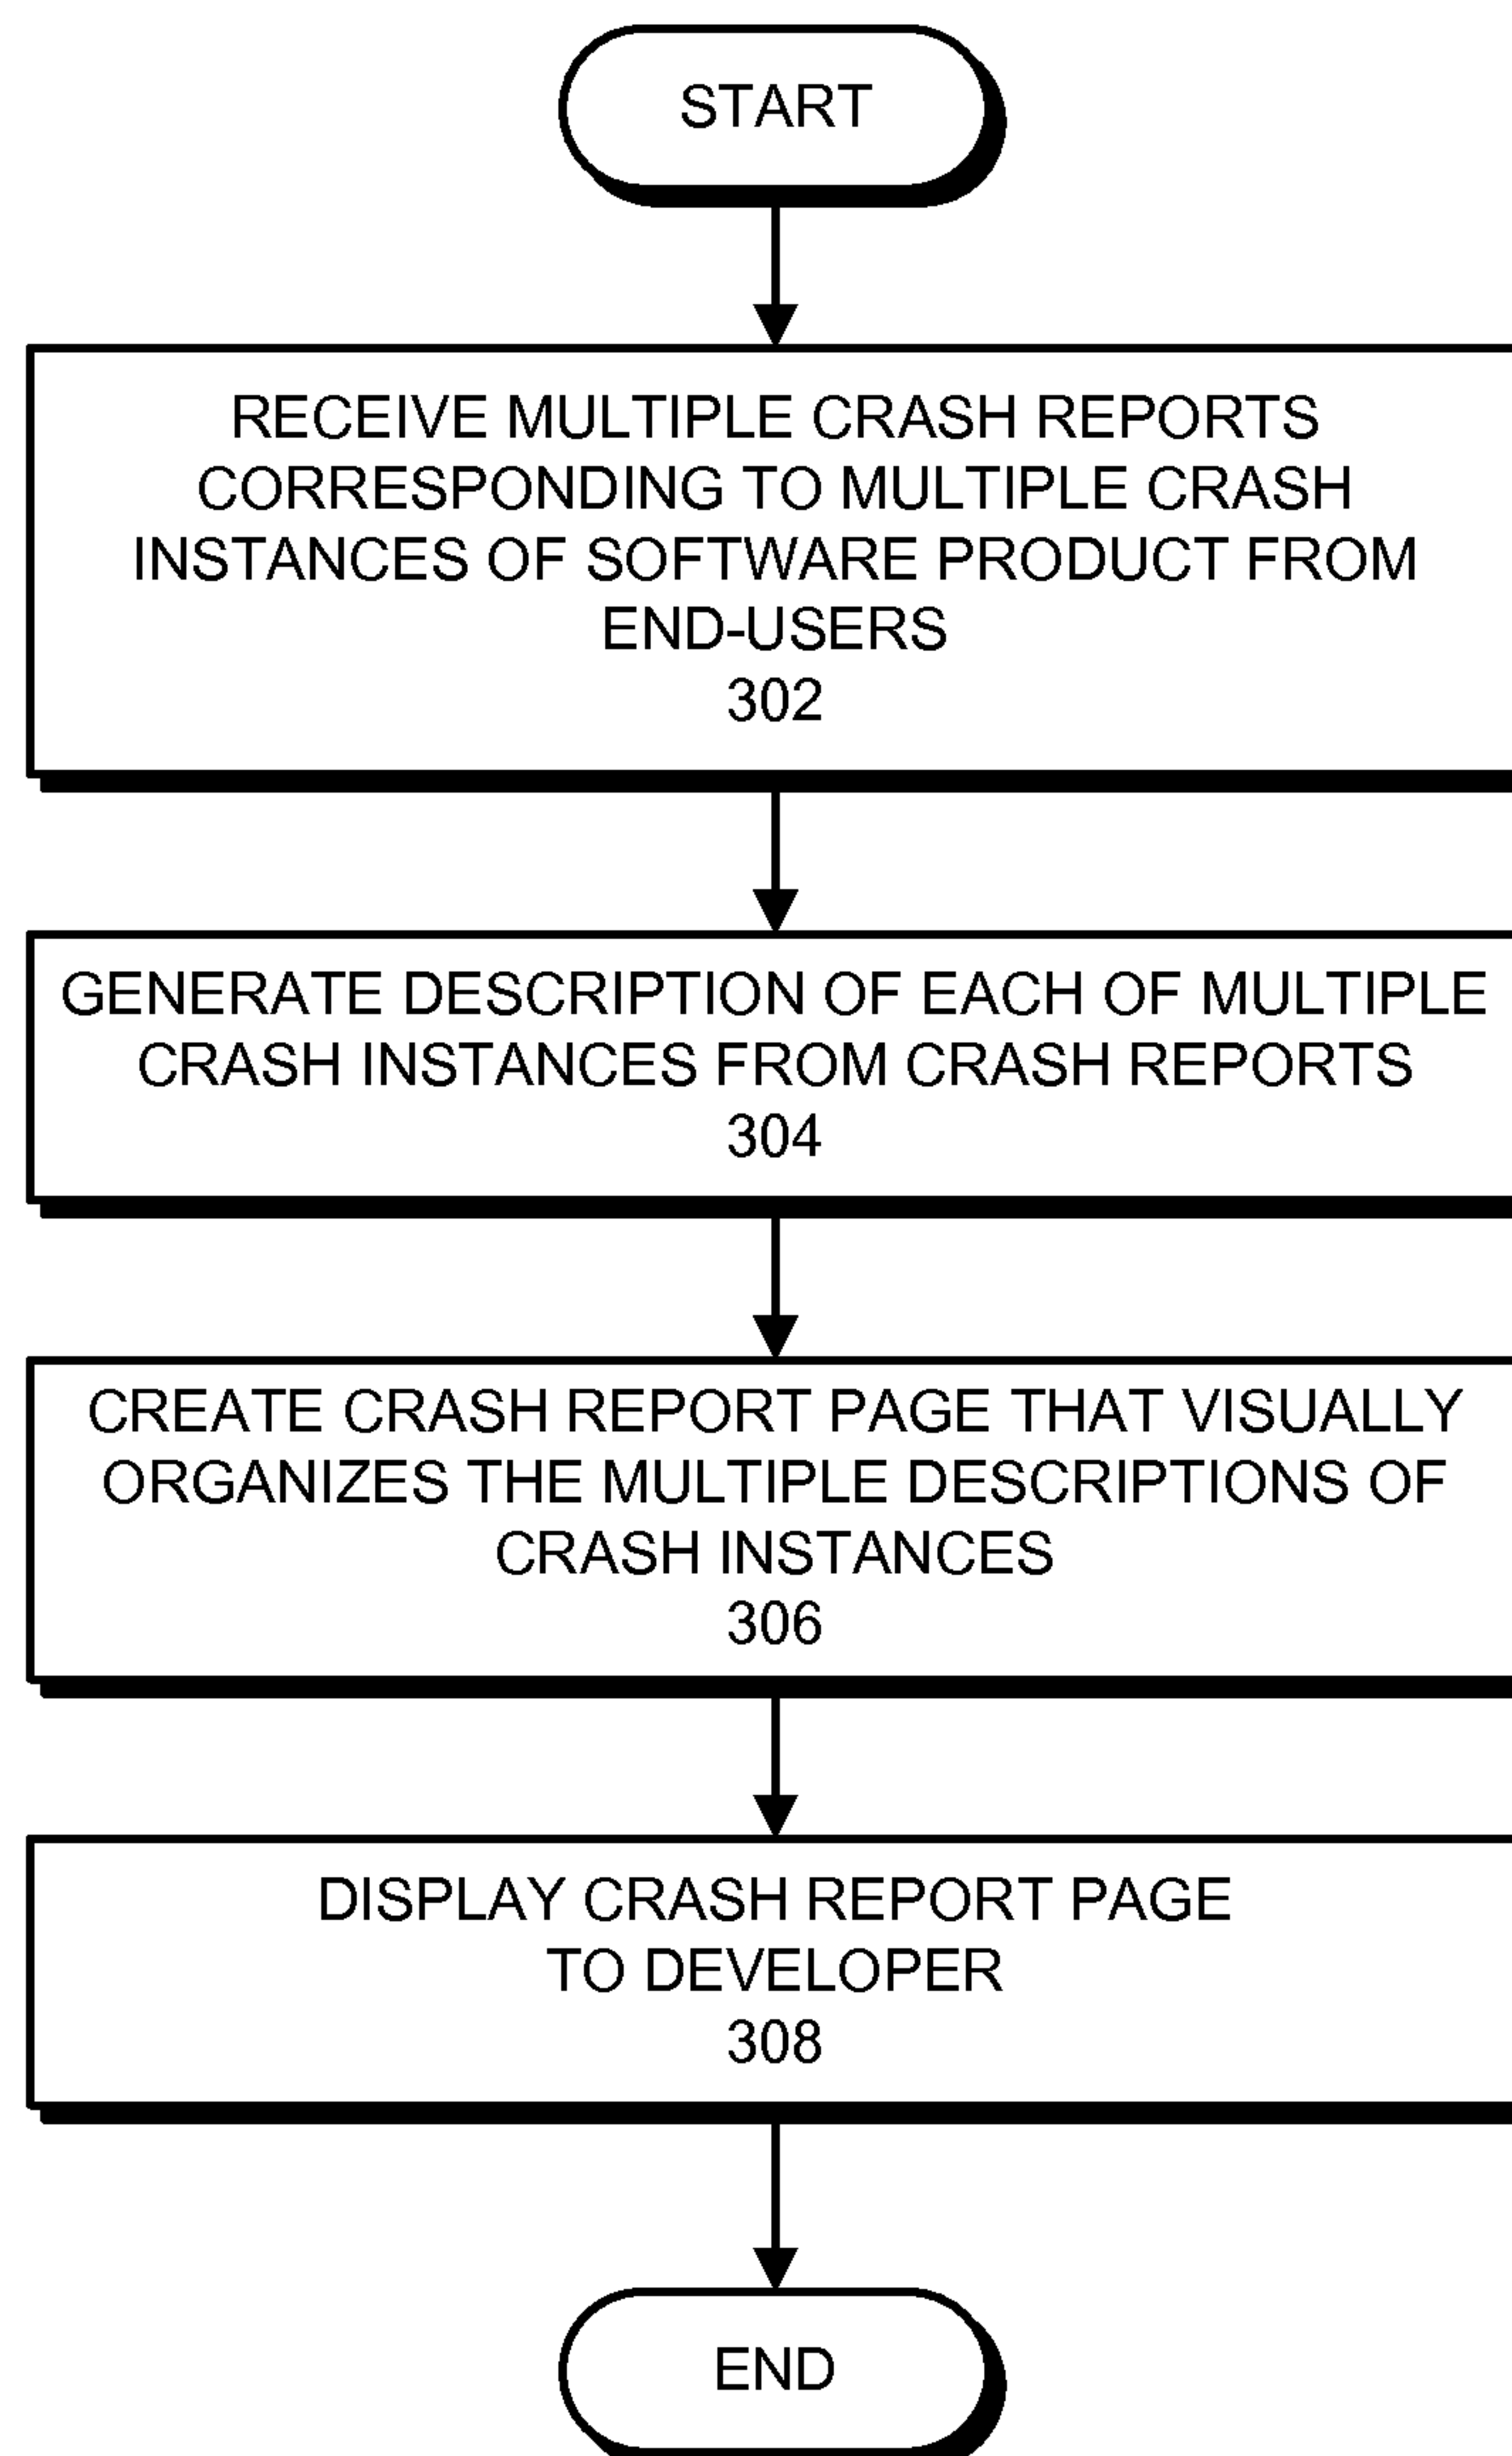 START
RECEIVE MULTIPLE CRASH REPORTS
CORRESPONDING TO MULTIPLE CRASH
INSTANCES OF SOFTWARE PRODUCT FROM
END-USERS
302
GENERATE DESCRIPTION OF EACH OF MULTIPLE
CRASH INSTANCES FROM CRASH REPORTS
304
CREATE CRASH REPORT PAGE THAT VISUALLY
ORGANIZES THE MULTIPLE DESCRIPTIONS OF
CRASH INSTANCES
306
DISPLAY CRASH REPORT PAGE
TO DEVELOPER
308
END